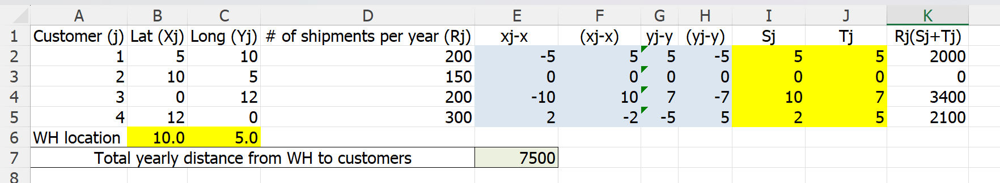 A B C D E F G H I J K
1 Customer (j) Lat (Xj) Long (Yj) # of shipments per year (Rj) xj-x (xj-x) yj-y (yj-y) Sj Tj Rj(Sj+Tj)
2 1 5 10 200 -5 5 5 -5 5 5 2000
3 2 10 5 150 0 0 0 0 0 0 0
4 3 0 12 200 -10 10 7 -7 10 7 3400
5 4 12 0 300 2 -2 -5 5 2 5 2100
6 WH location 10.0 5.0
7 Total yearly distance from WH to customers 7500
8